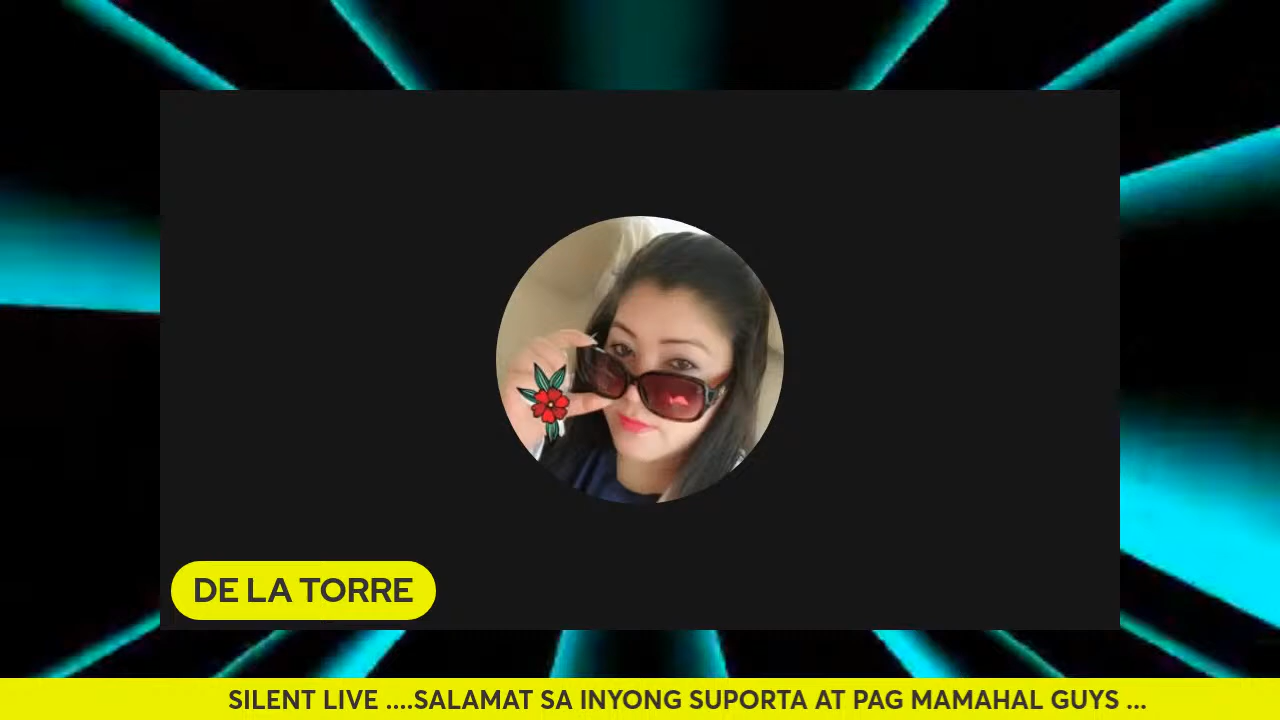 DE LA TORRE
SILENT LIVE ....SALAMAT SA INYONG SUPORTA AT PAG MAMAHAL GUYS ...